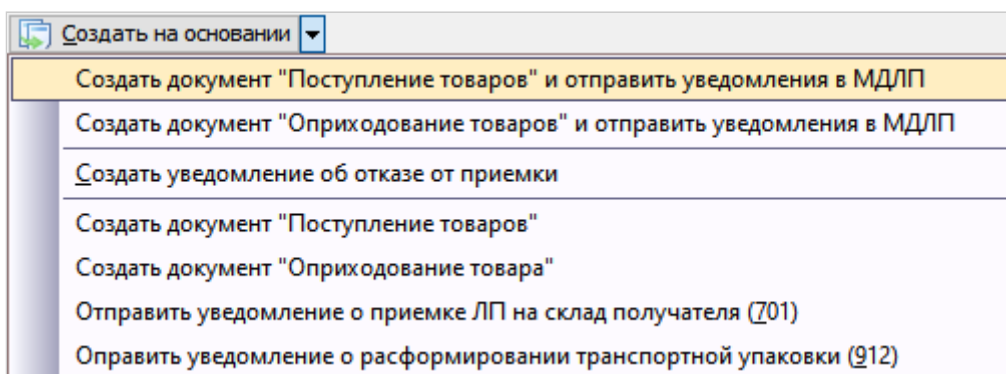 Создать на основании
Создать документ "Поступление товаров" и отправить уведомления в МДЛП
Создать документ "Оприходование товаров" и отправить уведомления в МДЛП
Создать уведомление об отказе от приемки
Создать документ "Поступление товаров"
Создать документ "Оприходование товара"
Отправить уведомление о приемке ЛП на склад получателя (701)
Оправить уведомление о расформировании транспортной упаковки (912)